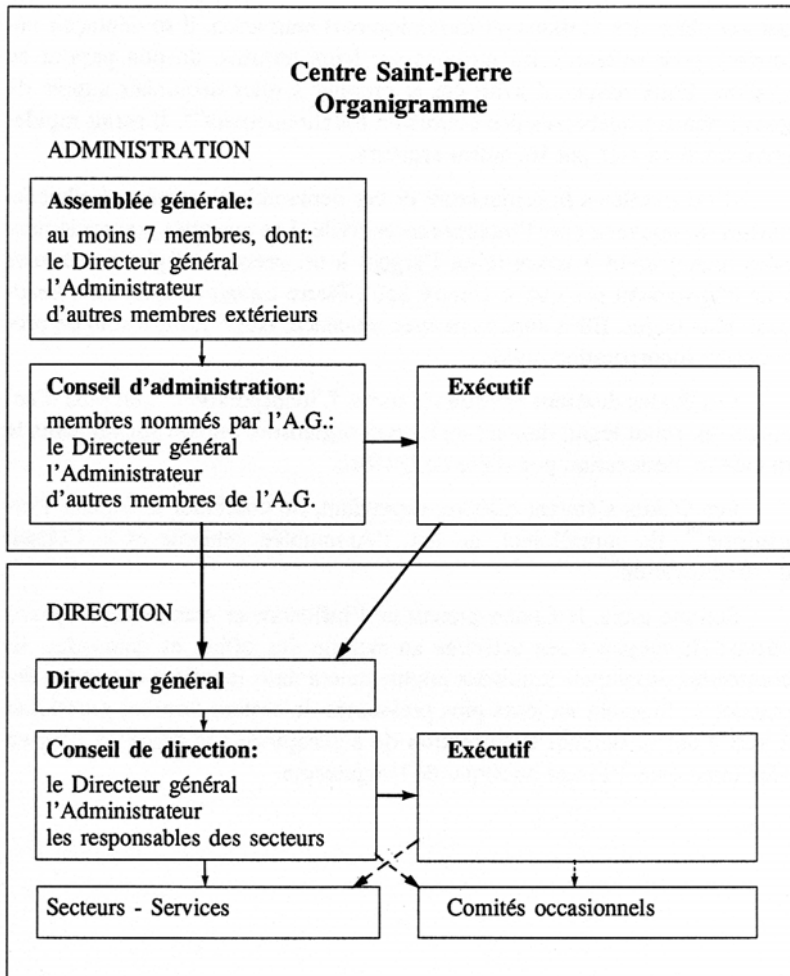 Centre Saint-Pierre
Organigramme
ADMINISTRATION
Assemblée générale:
au moins 7 membres, dont:
le Directeur général
l'Administrateur
d'autres membres extérieurs
Conseil d'administration:
membres nommés par l'A.G.:
le Directeur général
l'Administrateur
d'autres membres de l'A.G.
Exécutif
DIRECTION
Directeur général
Conseil de direction:
le Directeur général
l'Administrateur
les responsables des secteurs
Exécutif
Secteurs - Services
Comités occasionnels